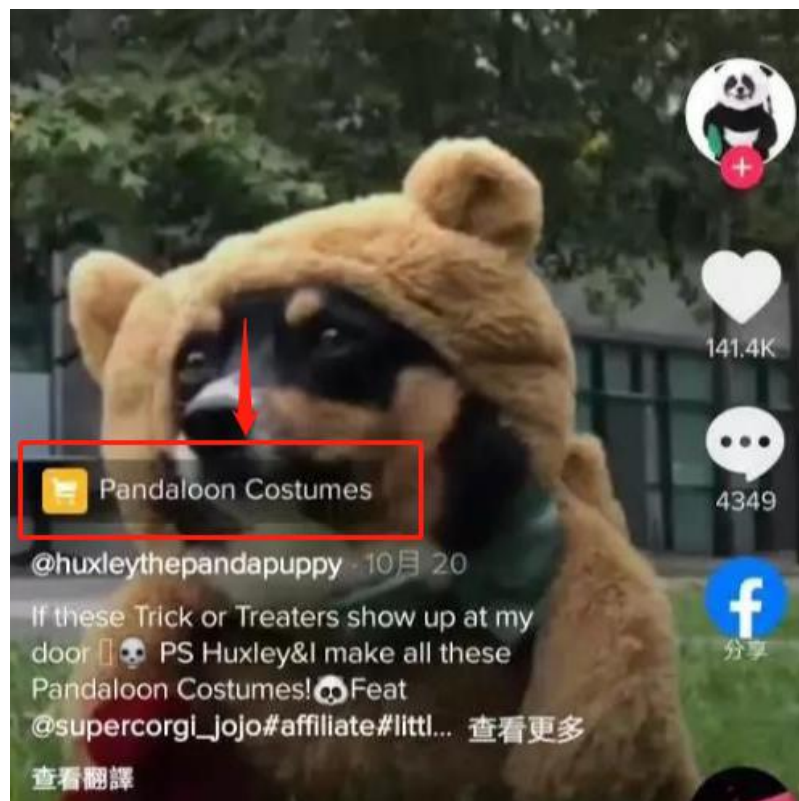 141.4K
4349
分享
Pandaloon Costumes
@huxleythepandapuppy · 10月 20
If these Trick or Treaters show up at my
door 💀 PS Huxley&I make all these
Pandaloon Costumes!🐼Feat
@supercorgi_jojo#affiliate#littl... 查看更多
查看翻譯